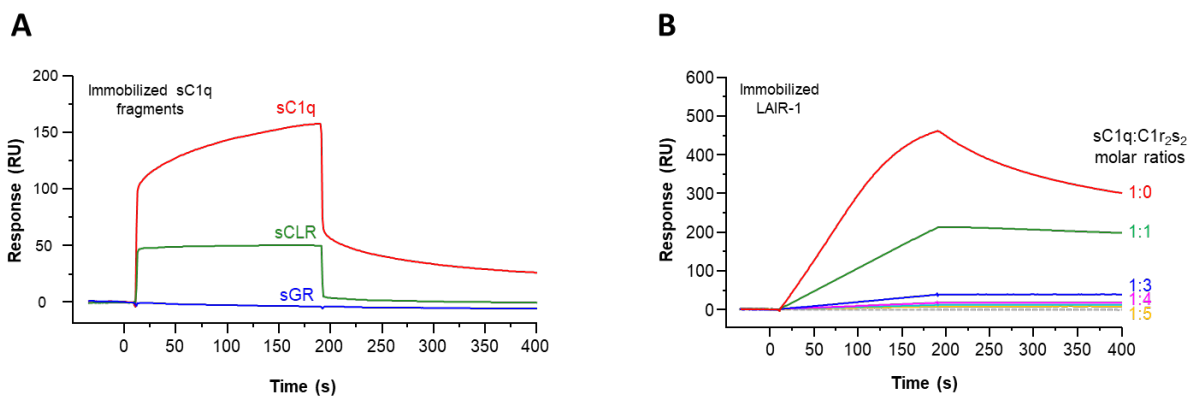 A
Immobilized sC1q
fragments
sC1q
sCLR
sGR
200
150
100
50
0
Response (RU)
0 50 100 150 200 250 300 350 400
Time (s)
B
Immobilized
LAIR-1
sC1q:C1r₂s₂
molar ratios
1:0
1:1
1:3
1:4
1:5
600
500
400
300
200
100
0
Response (RU)
0 50 100 150 200 250 300 350 400
Time (s)